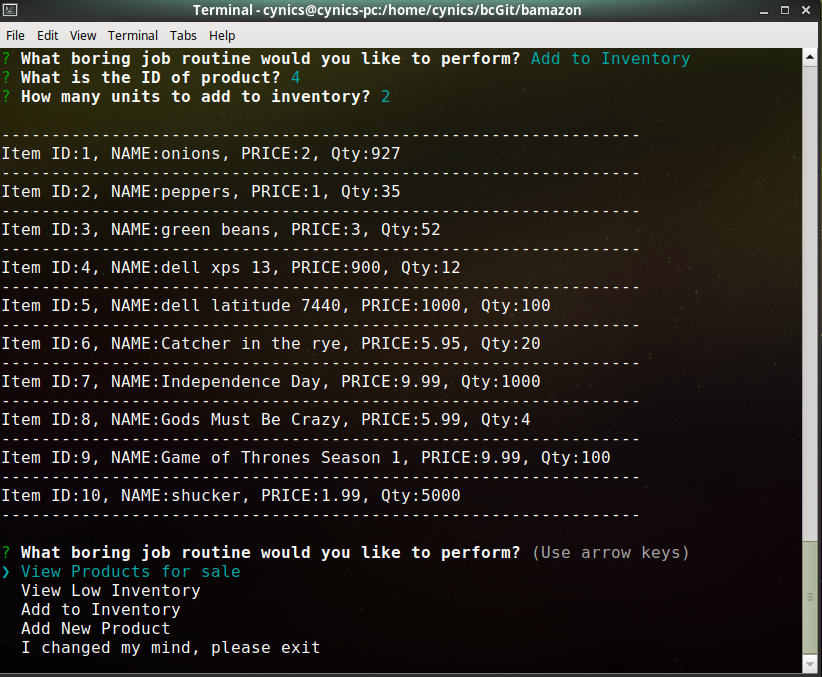 Terminal - cynics@cynics-pc:/home/cynics/bcGit/bamazon
File Edit View Terminal Tabs Help
? What boring job routine would you like to perform? Add to Inventory
? What is the ID of product? 4
? How many units to add to inventory? 2
----------------------------------------------------------------
Item ID:1, NAME:onions, PRICE:2, Qty:927
----------------------------------------------------------------
Item ID:2, NAME:peppers, PRICE:1, Qty:35
----------------------------------------------------------------
Item ID:3, NAME:green beans, PRICE:3, Qty:52
----------------------------------------------------------------
Item ID:4, NAME:dell xps 13, PRICE:900, Qty:12
----------------------------------------------------------------
Item ID:5, NAME:dell latitude 7440, PRICE:1000, Qty:100
----------------------------------------------------------------
Item ID:6, NAME:Catcher in the rye, PRICE:5.95, Qty:20
----------------------------------------------------------------
Item ID:7, NAME:Independence Day, PRICE:9.99, Qty:1000
----------------------------------------------------------------
Item ID:8, NAME:Gods Must Be Crazy, PRICE:5.99, Qty:4
----------------------------------------------------------------
Item ID:9, NAME:Game of Thrones Season 1, PRICE:9.99, Qty:100
----------------------------------------------------------------
Item ID:10, NAME:shucker, PRICE:1.99, Qty:5000
----------------------------------------------------------------
? What boring job routine would you like to perform? (Use arrow keys)
❯ View Products for sale
View Low Inventory
Add to Inventory
Add New Product
I changed my mind, please exit